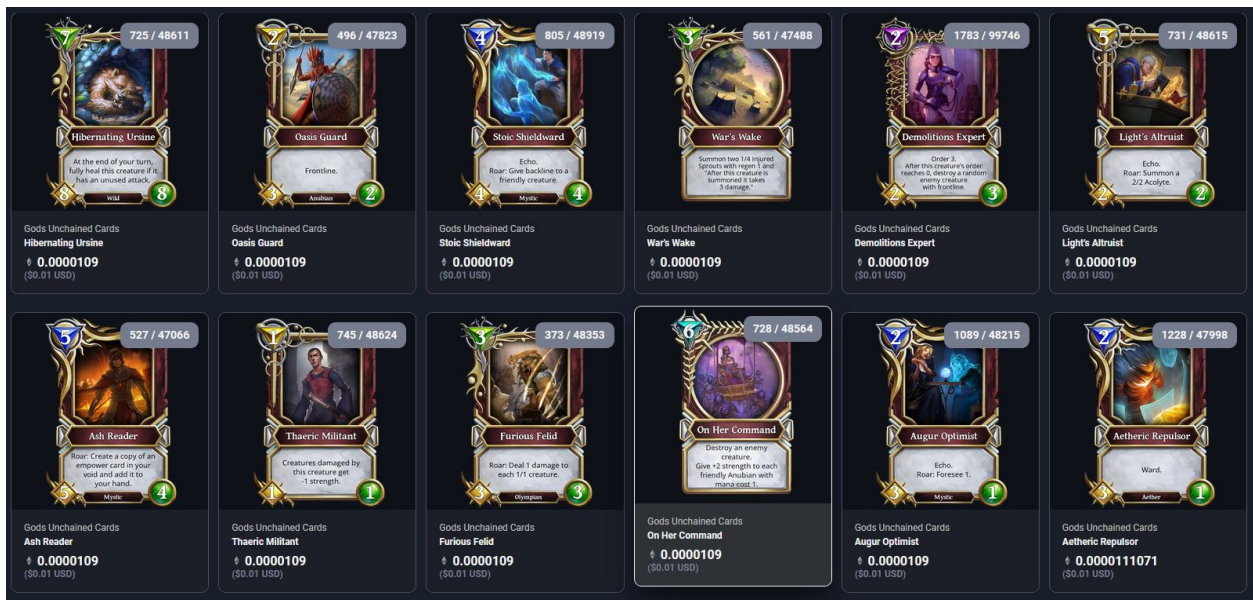 7
725 / 48611
Hibernating Ursine
At the end of your turn,
fully heal this creature if it
has an unused attack.
8
Wild
8
Gods Unchained Cards
Hibernating Ursine
0.0000109
($0.01 USD)
2
496 / 47823
Oasis Guard
Frontline.
3
Anubian
2
Gods Unchained Cards
Oasis Guard
0.0000109
($0.01 USD)
4
805 / 48919
Stoic Shieldward
Echo.
Roar: Give backline to a
friendly creature.
4
Mystic
4
Gods Unchained Cards
Stoic Shieldward
0.0000109
($0.01 USD)
3
561 / 47488
War's Wake
Summon two 1/4 Injured
Sprouts with regen 1 and
"After this creature is
summoned it takes
3 damage."
Gods Unchained Cards
War's Wake
0.0000109
($0.01 USD)
2
1783 / 99746
Demolitions Expert
Order 3.
After this creature's order
reaches 0, destroy a random
enemy creature
with frontline.
2
3
Gods Unchained Cards
Demolitions Expert
0.0000109
($0.01 USD)
5
731 / 48615
Light's Altruist
Echo.
Roar: Summon a
2/2 Acolyte.
2
2
Gods Unchained Cards
Light's Altruist
0.0000109
($0.01 USD)
5
527 / 47066
Ash Reader
Roar: Create a copy of an
empower card in your
void and add it to
your hand.
5
Mystic
4
Gods Unchained Cards
Ash Reader
0.0000109
($0.01 USD)
1
745 / 48624
Thaeric Militant
Creatures damaged by
this creature get
-1 strength.
1
1
Gods Unchained Cards
Thaeric Militant
0.0000109
($0.01 USD)
3
373 / 48353
Furious Felid
Roar: Deal 1 damage to
each 1/1 creature.
3
Olympian
3
Gods Unchained Cards
Furious Felid
0.0000109
($0.01 USD)
6
728 / 48564
On Her Command
Destroy an enemy
creature.
Give +2 strength to each
friendly Anubian with
mana cost 1.
Gods Unchained Cards
On Her Command
0.0000109
($0.01 USD)
2
1089 / 48215
Augur Optimist
Echo.
Roar: Foresee 1.
3
Mystic
1
Gods Unchained Cards
Augur Optimist
0.0000109
($0.01 USD)
2
1228 / 47998
Aetheric Repulsor
Ward.
3
Aether
1
Gods Unchained Cards
Aetheric Repulsor
0.0000111071
($0.01 USD)